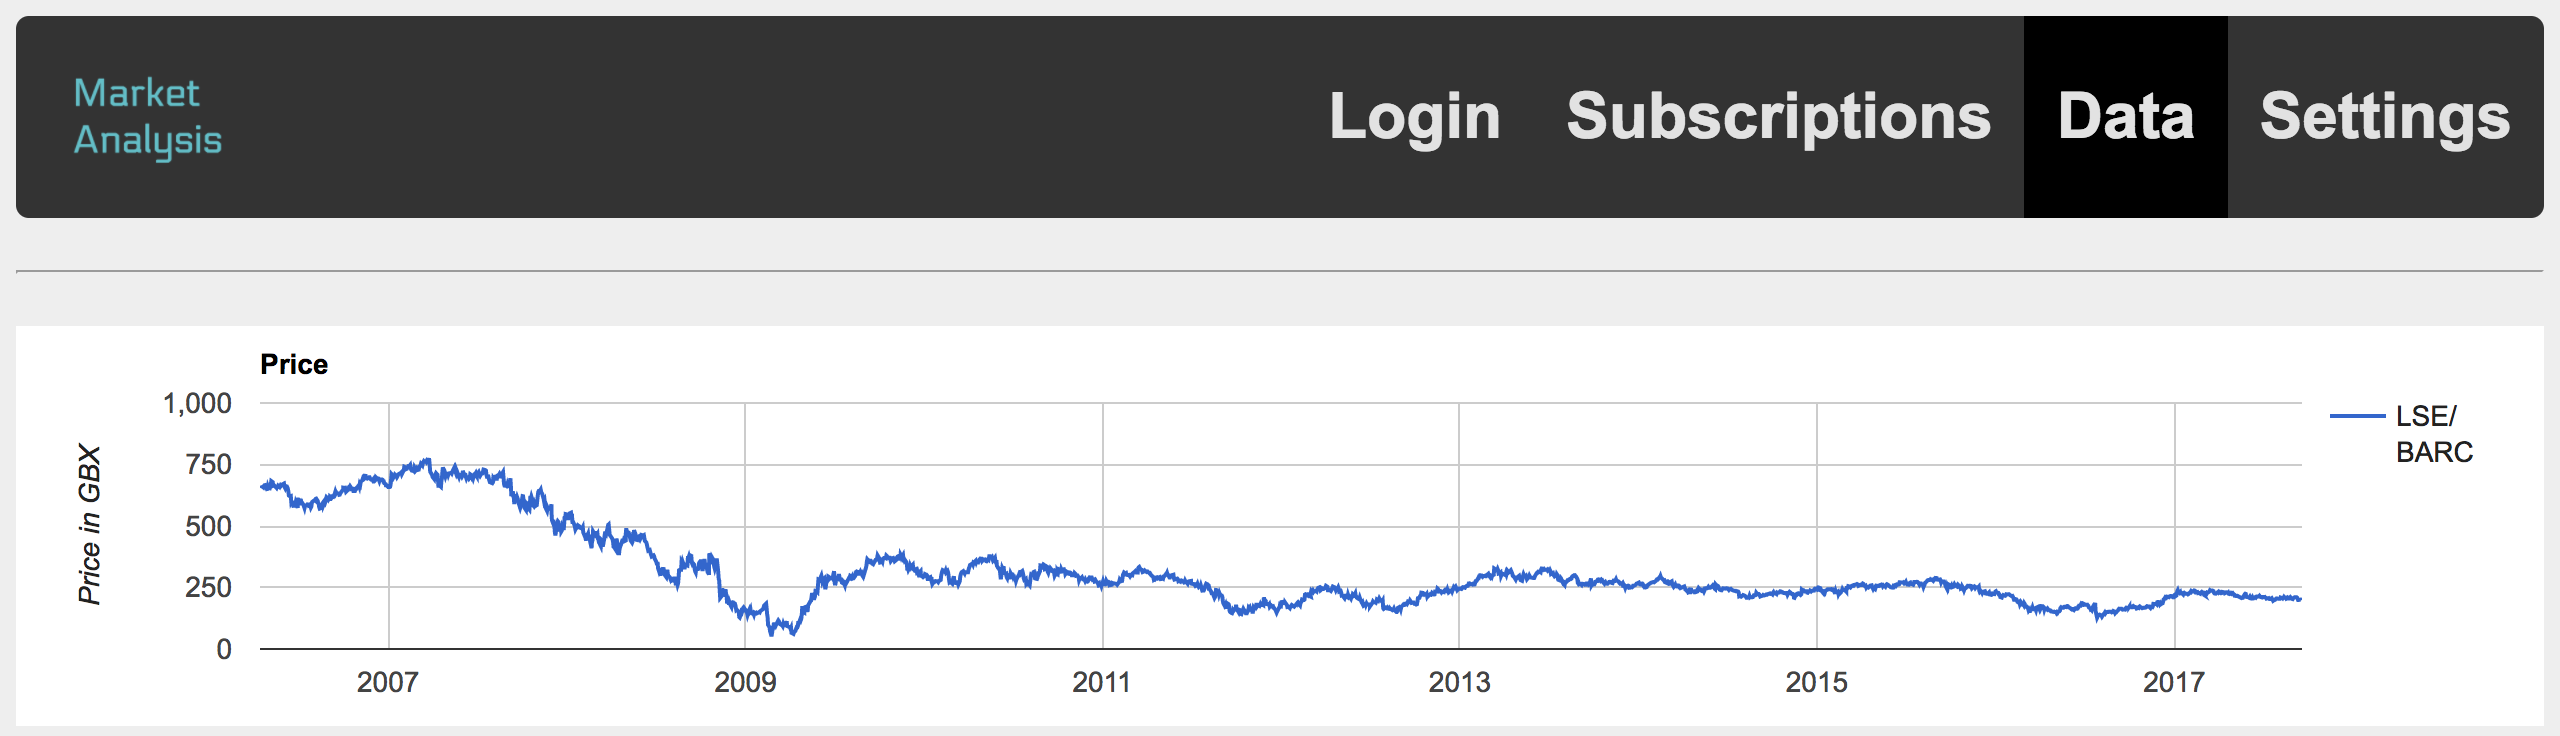 Market
Analysis
Login Subscriptions Data Settings
Price
1,000
750
500
250
0
Price in GBX
2007 2009 2011 2013 2015 2017
LSE/
BARC